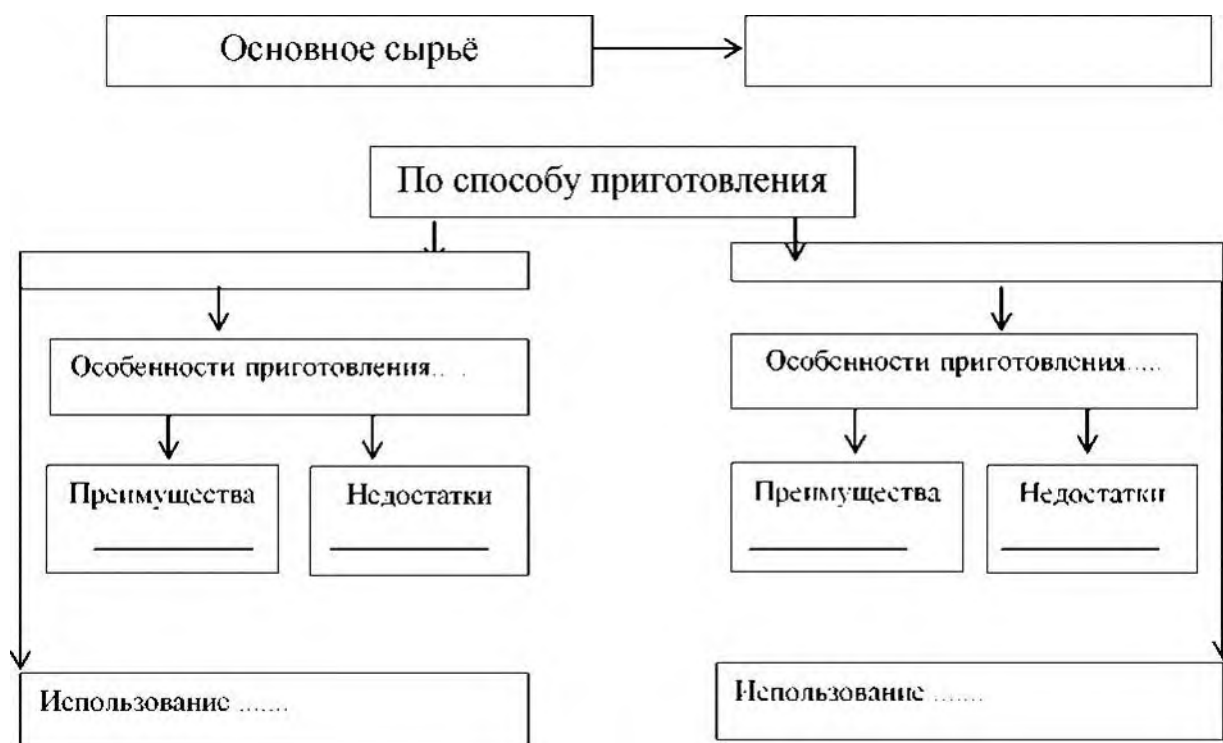 Основное сырьё
По способу приготовления
Особенности приготовления.....
Особенности приготовления.....
Преимущества
Недостатки
Преимущества
Недостатки
Использование .......
Использование .......